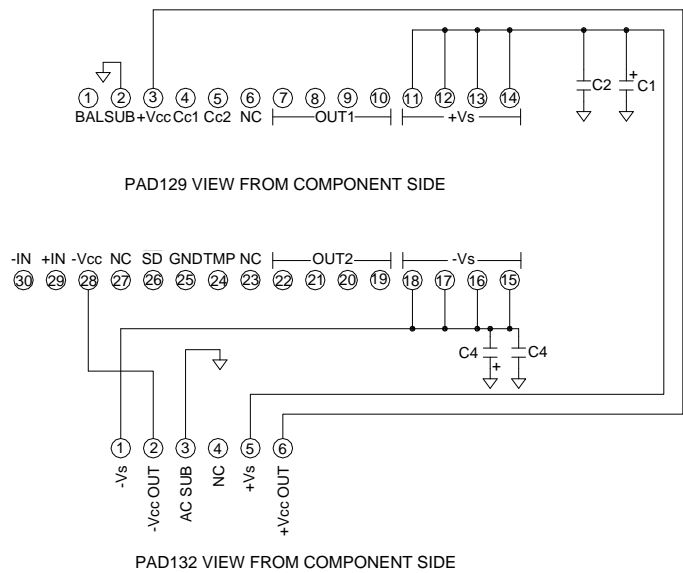 1 2 3 4 5 6 7 8 9 10 11 12 13 14
BAL SUB +Vcc Cc1 Cc2 NC OUT1 +Vs
C2 + C1
PAD129 VIEW FROM COMPONENT SIDE
-IN +IN -Vcc NC SD GND TMP NC OUT2 -Vs
30 29 28 27 26 25 24 23 22 21 20 19 18 17 16 15
C4 + C4
1 2 3 4 5 6
-Vs
-Vcc OUT
AC SUB
NC
+Vs
+Vcc OUT
PAD132 VIEW FROM COMPONENT SIDE